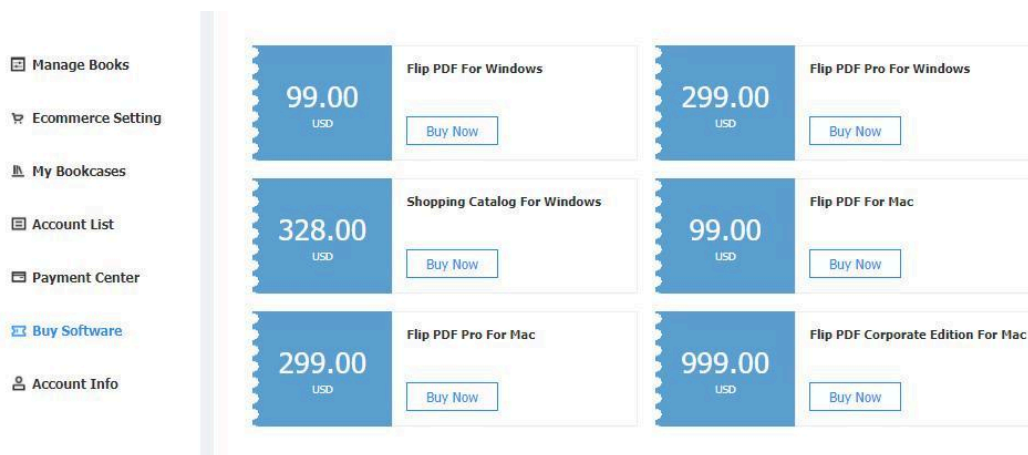 Manage Books
Ecommerce Setting
My Bookcases
Account List
Payment Center
Buy Software
Account Info
99.00
USD
Flip PDF For Windows
Buy Now
299.00
USD
Flip PDF Pro For Windows
Buy Now
328.00
USD
Shopping Catalog For Windows
Buy Now
99.00
USD
Flip PDF For Mac
Buy Now
299.00
USD
Flip PDF Pro For Mac
Buy Now
999.00
USD
Flip PDF Corporate Edition For Mac
Buy Now